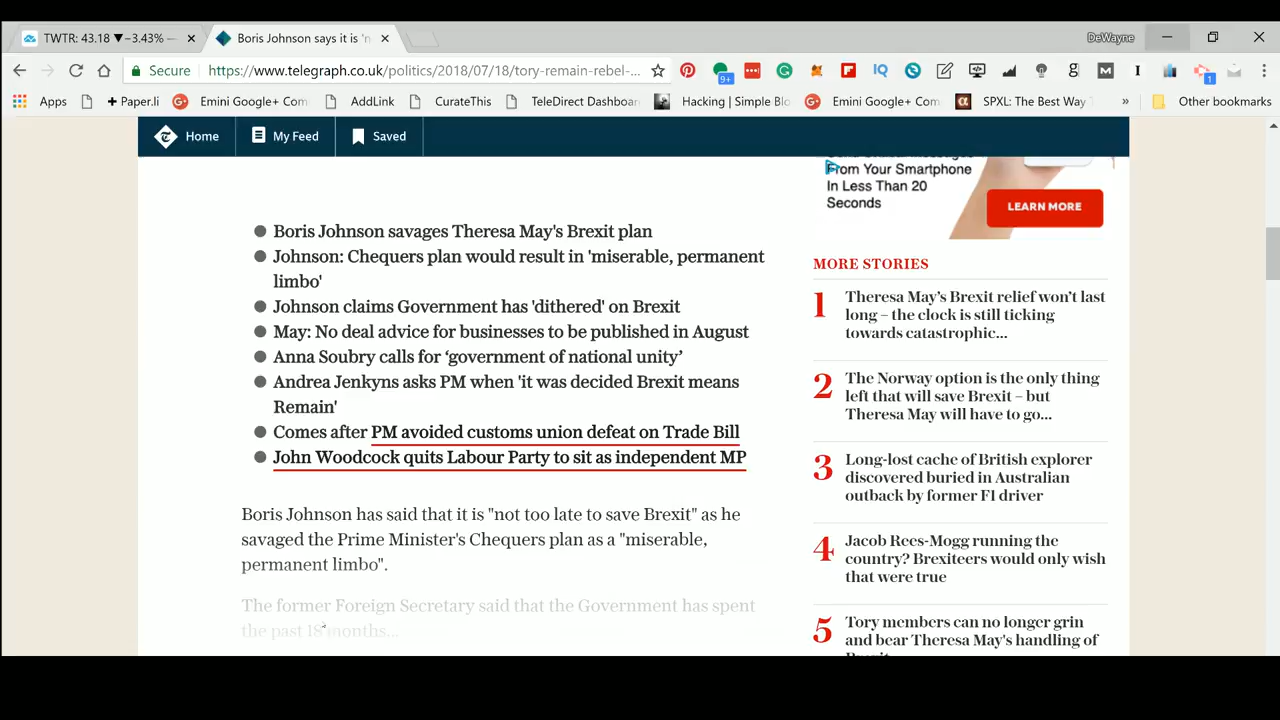 TWTR: 43.18 ▼−3.43% —
Boris Johnson says it is 'n
DeWayne
Secure
https://www.telegraph.co.uk/politics/2018/07/18/tory-remain-rebel-...
9+
1
Apps
+ Paper.li
Emini Google+ Com
AddLink
CurateThis
TeleDirect Dashboar
Hacking | Simple Blo
Emini Google+ Com
SPXL: The Best Way T
»
Other bookmarks
Home
My Feed
Saved
From Your Smartphone
In Less Than 20
Seconds
LEARN MORE
Boris Johnson savages Theresa May's Brexit plan
Johnson: Chequers plan would result in 'miserable, permanent
limbo'
Johnson claims Government has 'dithered' on Brexit
May: No deal advice for businesses to be published in August
Anna Soubry calls for ‘government of national unity’
Andrea Jenkyns asks PM when 'it was decided Brexit means
Remain'
Comes after PM avoided customs union defeat on Trade Bill
John Woodcock quits Labour Party to sit as independent MP
Boris Johnson has said that it is "not too late to save Brexit" as he
savaged the Prime Minister's Chequers plan as a "miserable,
permanent limbo".
The former Foreign Secretary said that the Government has spent
the past 18 months...
MORE STORIES
1
Theresa May’s Brexit relief won’t last
long – the clock is still ticking
towards catastrophic...
2
The Norway option is the only thing
left that will save Brexit – but
Theresa May will have to go...
3
Long-lost cache of British explorer
discovered buried in Australian
outback by former F1 driver
4
Jacob Rees-Mogg running the
country? Brexiteers would only wish
that were true
5
Tory members can no longer grin
and bear Theresa May's handling of